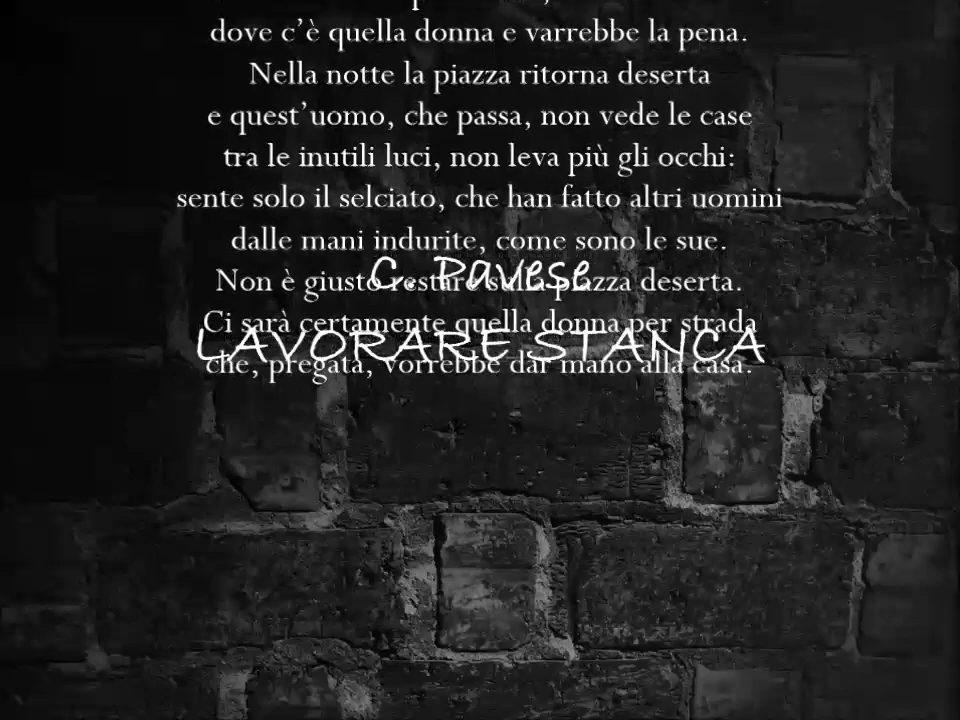 dove c’è quella donna e varrebbe la pena.
Nella notte la piazza ritorna deserta
e quest’uomo, che passa, non vede le case
tra le inutili luci, non leva più gli occhi:
sente solo il selciato, che han fatto altri uomini
dalle mani indurite, come sono le sue.
C. Pavese
Non è giusto restare sulla piazza deserta.
Ci sarà certamente quella donna per strada
LAVORARE STANCA
che, pregata, vorrebbe dar mano alla casa.